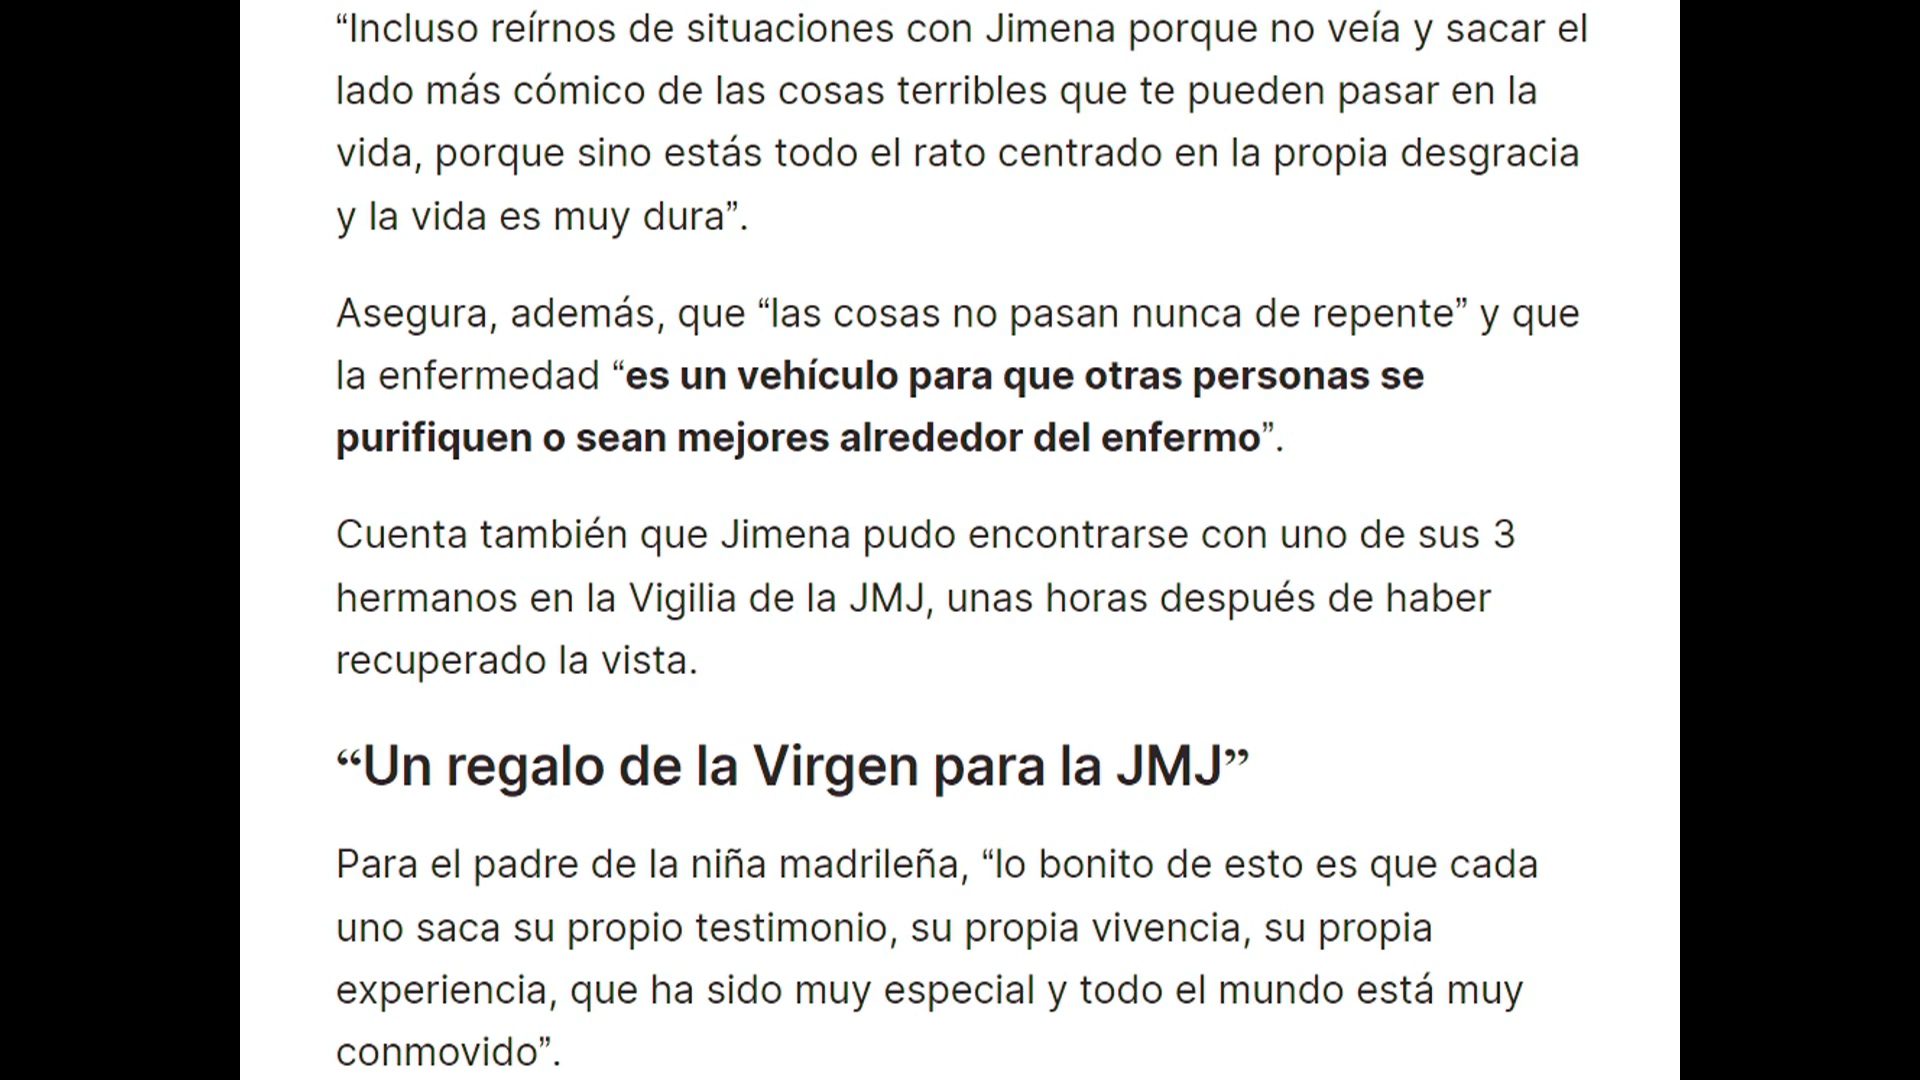 “Incluso reírnos de situaciones con Jimena porque no veía y sacar el
lado más cómico de las cosas terribles que te pueden pasar en la
vida, porque sino estás todo el rato centrado en la propia desgracia
y la vida es muy dura”.
Asegura, además, que “las cosas no pasan nunca de repente” y que
la enfermedad “es un vehículo para que otras personas se
purifiquen o sean mejores alrededor del enfermo”.
Cuenta también que Jimena pudo encontrarse con uno de sus 3
hermanos en la Vigilia de la JMJ, unas horas después de haber
recuperado la vista.
“Un regalo de la Virgen para la JMJ”
Para el padre de la niña madrileña, “lo bonito de esto es que cada
uno saca su propio testimonio, su propia vivencia, su propia
experiencia, que ha sido muy especial y todo el mundo está muy
conmovido”.